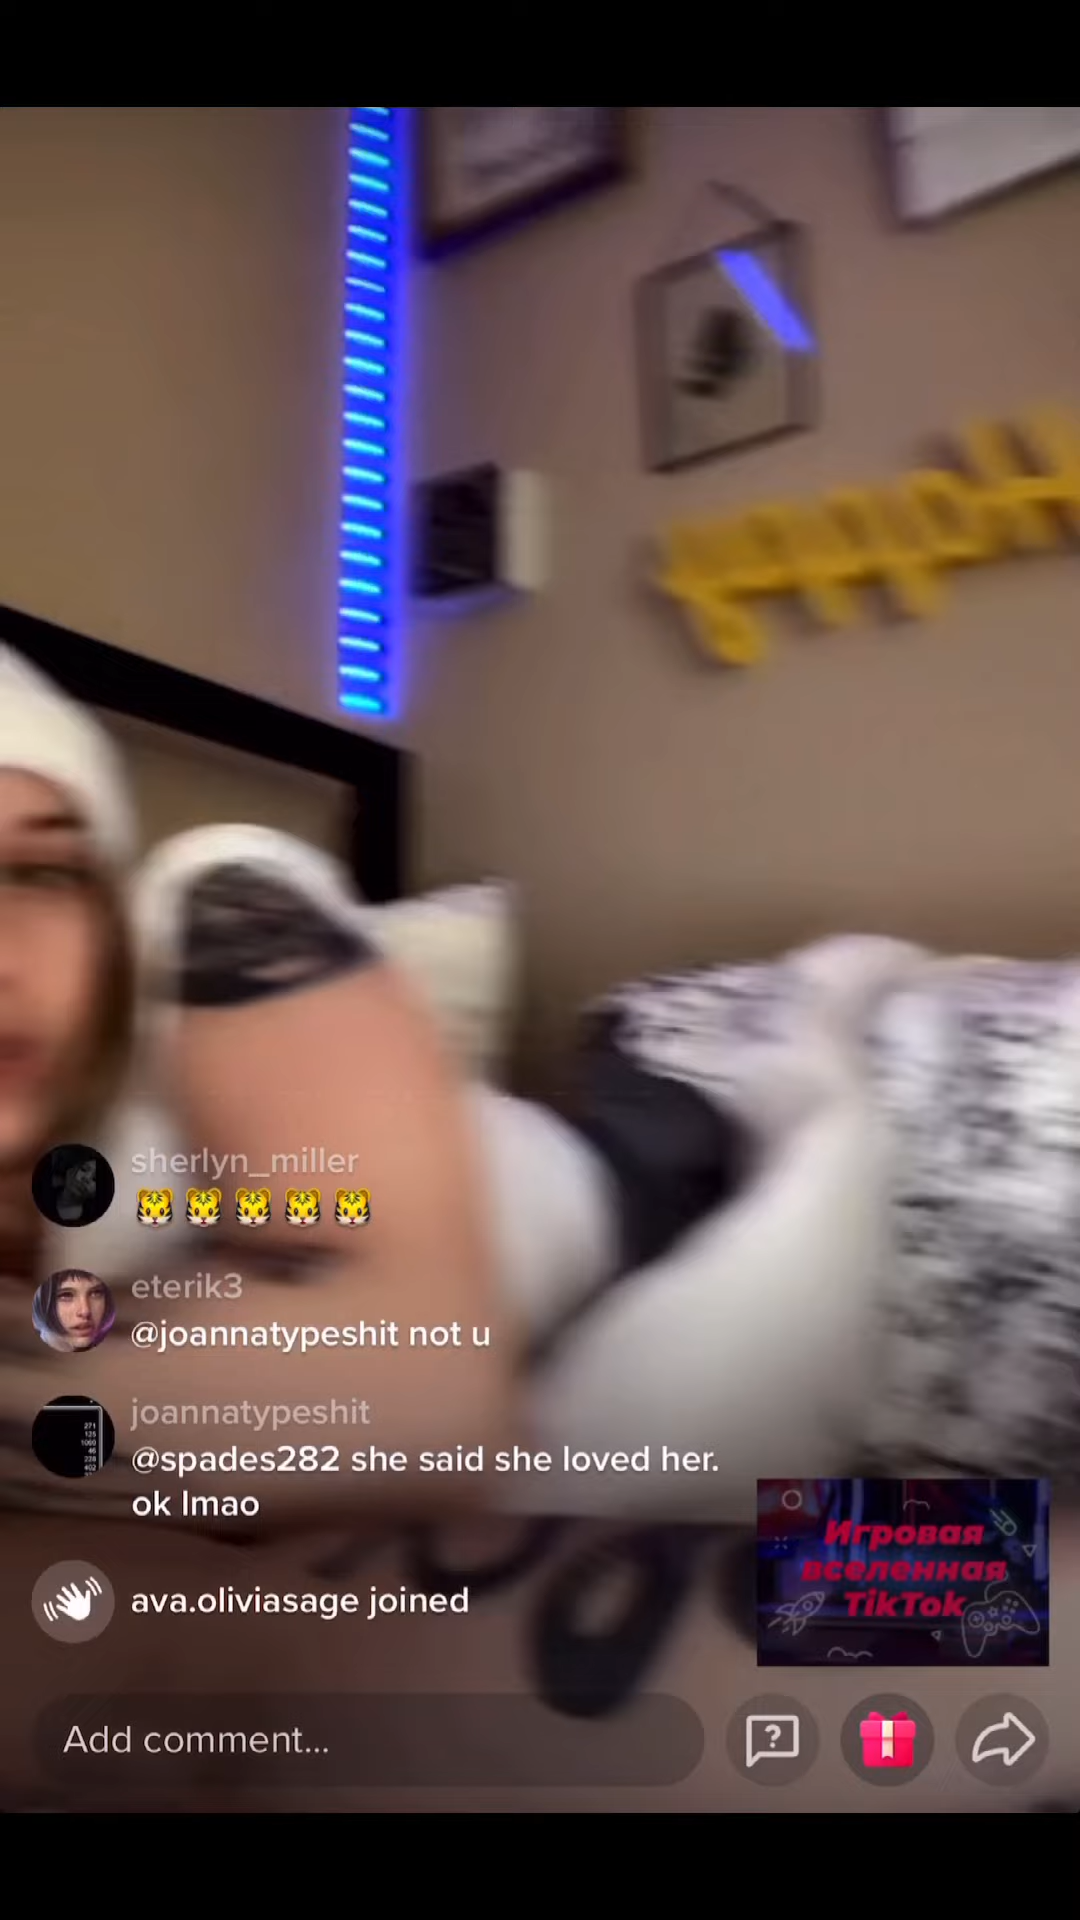 sherlyn_miller
🐯 🐯 🐯 🐯 🐯
eterik3
@joannatypeshit not u
joannatypeshit
@spades282 she said she loved her.
ok lmao
ava.oliviasage joined
Игровая
вселенная
TikTok
Add comment...